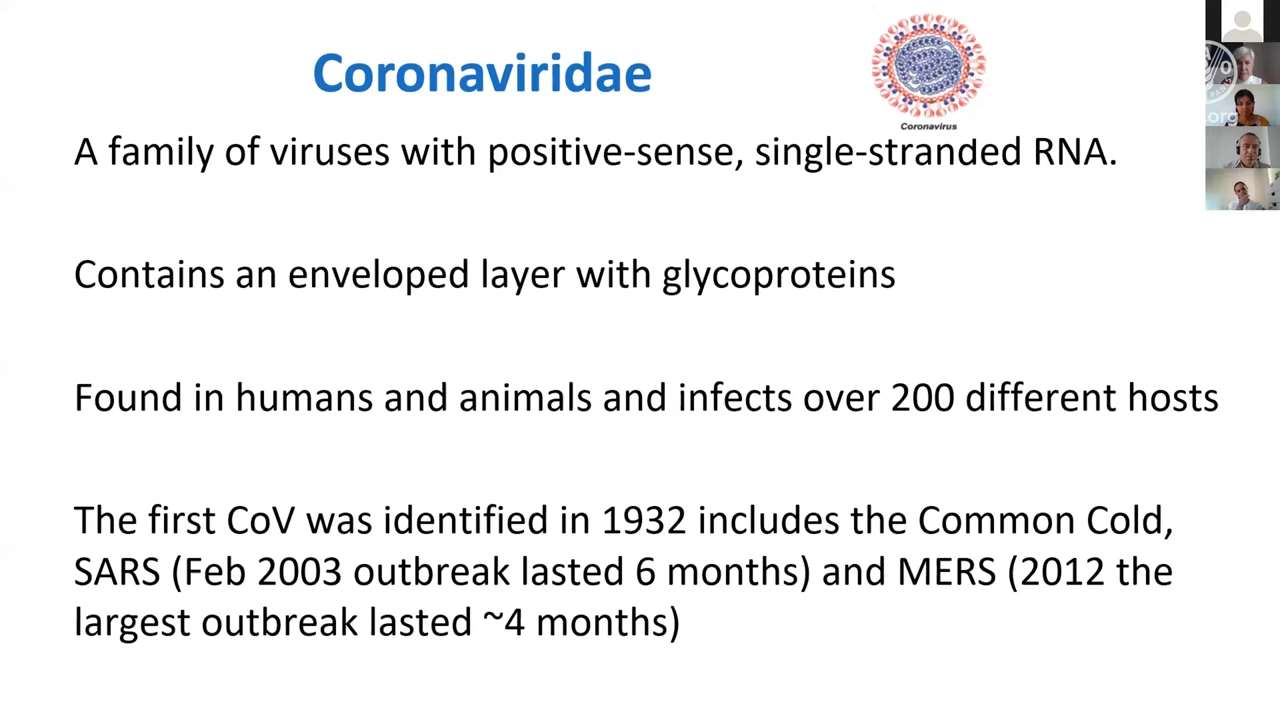 Coronaviridae
Coronavirus
A family of viruses with positive-sense, single-stranded RNA.
Contains an enveloped layer with glycoproteins
Found in humans and animals and infects over 200 different hosts
The first CoV was identified in 1932 includes the Common Cold,
SARS (Feb 2003 outbreak lasted 6 months) and MERS (2012 the
largest outbreak lasted ~4 months)
.org